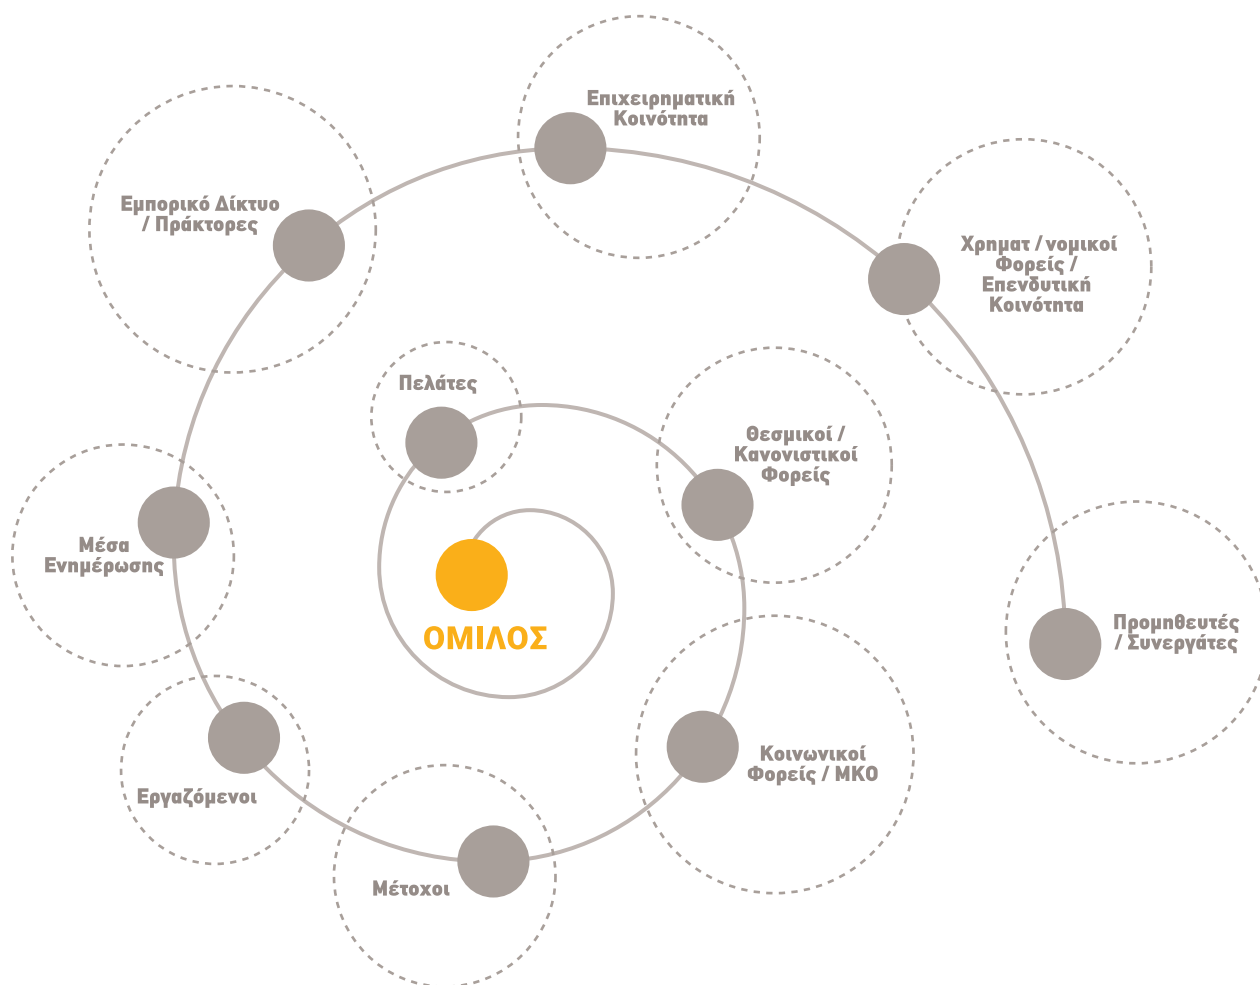 Επιχειρηματική
Κοινότητα
Εμπορικό Δίκτυο
/ Πράκτορες
Χρηματ / νομικοί
Φορείς /
Επενδυτική
Κοινότητα
Πελάτες
Θεσμικοί /
Κανονιστικοί
Φορείς
Μέσα
Ενημέρωσης
ΟΜΙΛΟΣ
Προμηθευτές
/ Συνεργάτες
Κοινωνικοί
Φορείς / ΜΚΟ
Εργαζόμενοι
Μέτοχοι